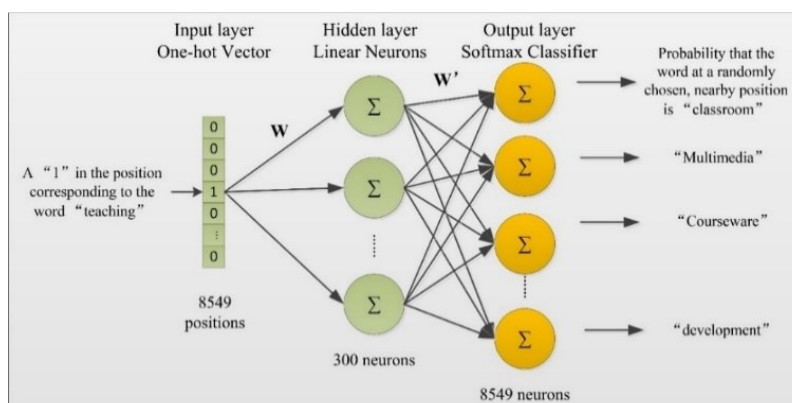 Input layer
One-hot Vector
Hidden layer
Linear Neurons
Output layer
Softmax Classifier
A “1” in the position
corresponding to the
word “teaching”
0
0
0
1
0
⋮
0
8549
positions
W
Σ
Σ
Σ
300 neurons
W’
Σ
Σ
Σ
Σ
8549 neurons
Probability that the
word at a randomly
chosen, nearby position
is “classroom”
“Multimedia”
“Courseware”
“development”